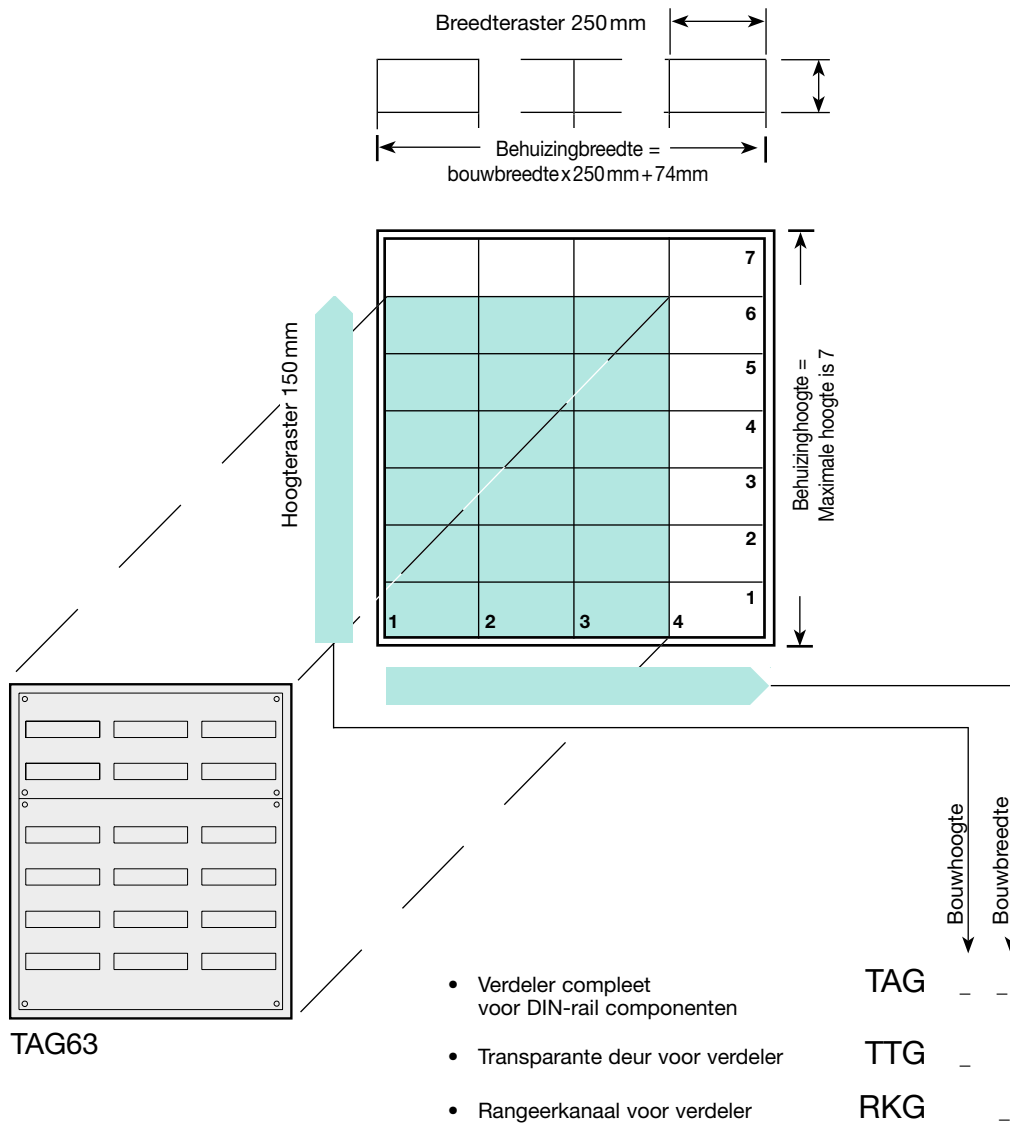 Breedteraster 250 mm
Behuizingbreedte =
bouwbreedte x 250 mm + 74mm
Hoogteraster 150 mm
7
6
5
4
3
2
1
1 2 3 4
Behuizinghoogte =
Maximale hoogte is 7
TAG63
Bouwhoogte
Bouwbreedte
• Verdeler compleet
voor DIN-rail componenten
TAG _ _
• Transparante deur voor verdeler TTG _
• Rangeerkanaal voor verdeler RKG _